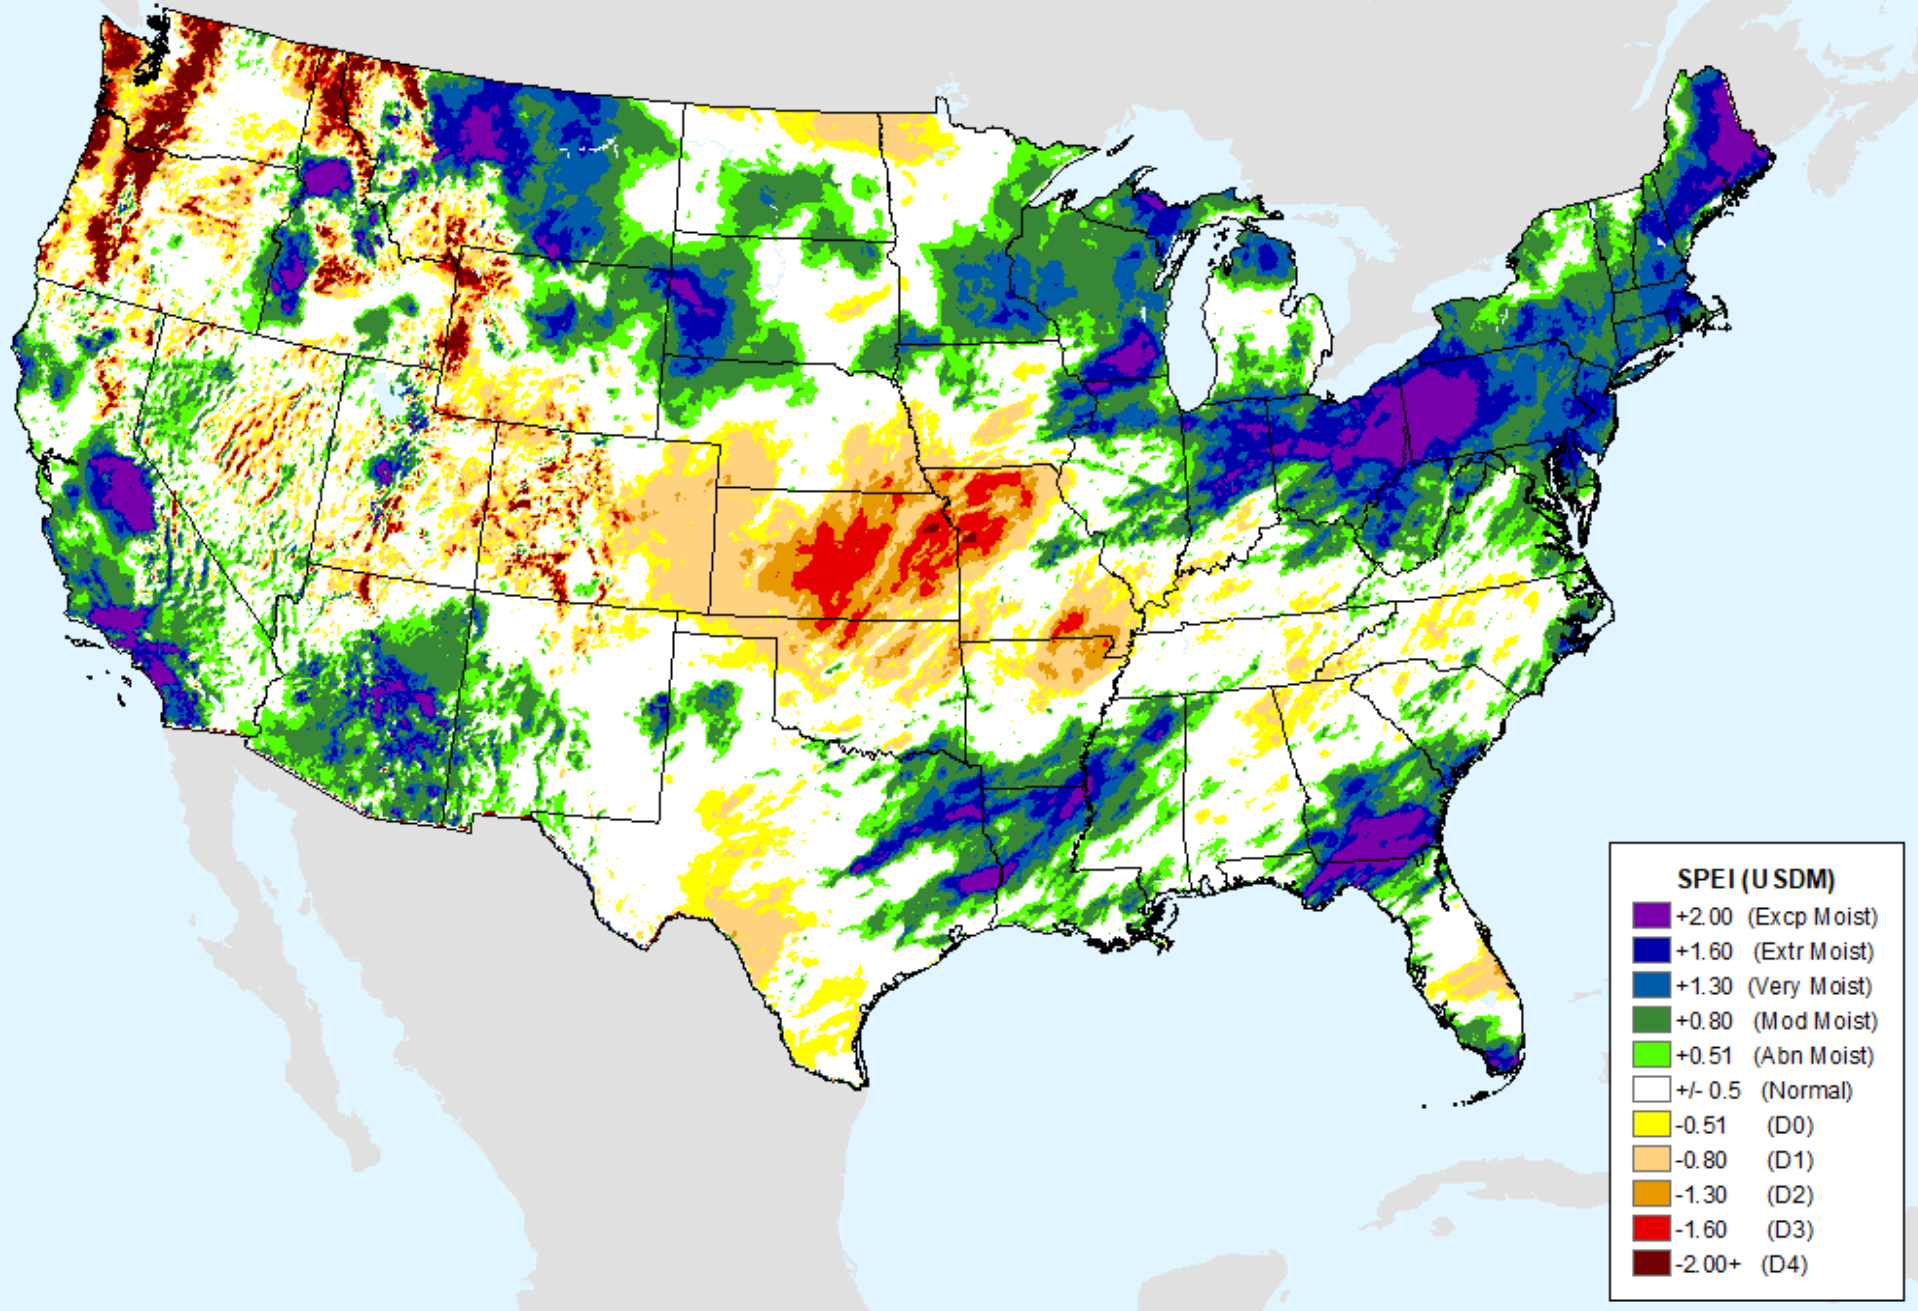 SPEI (USDM)
+2.00 (Excp Moist)
+1.60 (Extr Moist)
+1.30 (Very Moist)
+0.80 (Mod Moist)
+0.51 (Abn Moist)
+/- 0.5 (Normal)
-0.51 (D0)
-0.80 (D1)
-1.30 (D2)
-1.60 (D3)
-2.00+ (D4)